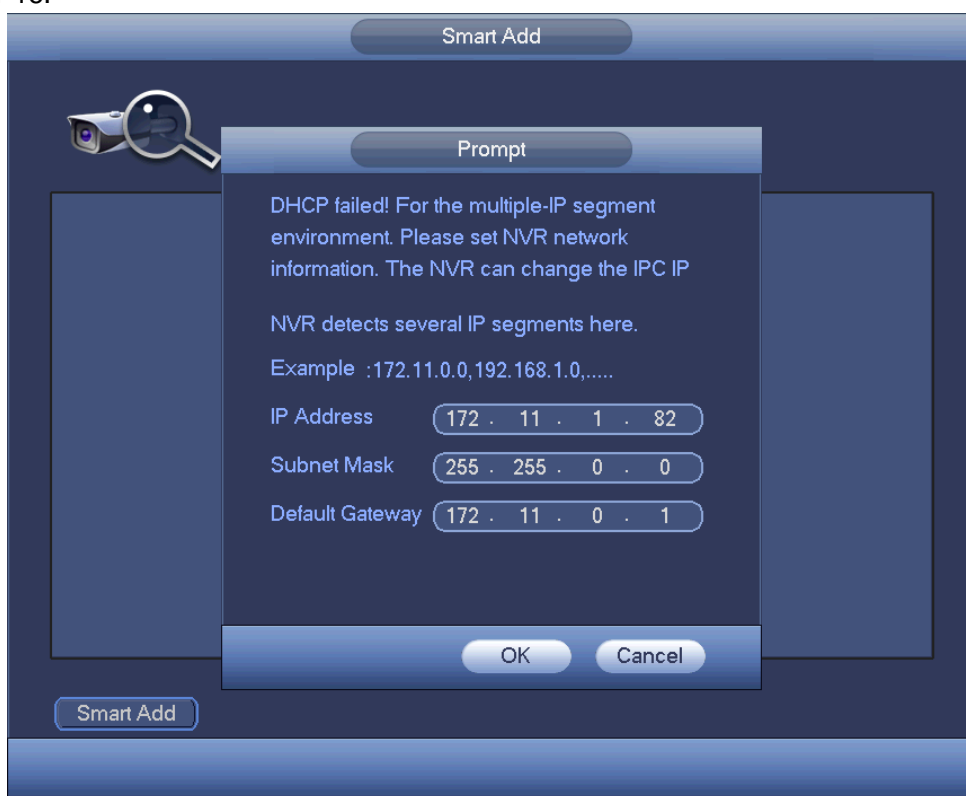 Smart Add
Prompt
DHCP failed! For the multiple-IP segment
environment. Please set NVR network
information. The NVR can change the IPC IP
NVR detects several IP segments here.
Example :172.11.0.0,192.168.1.0,.....
IP Address 172 . 11 . 1 . 82
Subnet Mask 255 . 255 . 0 . 0
Default Gateway 172 . 11 . 0 . 1
OK Cancel
Smart Add